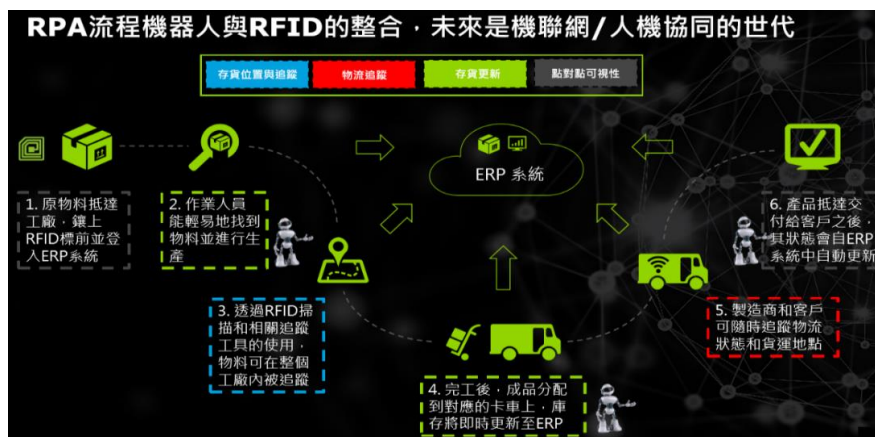 RPA流程機器人與RFID的整合，未來是機聯網/人機協同的世代
存貨位置與追蹤
物流追蹤
存貨更新
點對點可視性
ERP 系統
1. 原物料抵達
工廠，鑲上
RFID標前並登
入ERP系統
2. 作業人員
能輕易地找到
物料並進行生
產
3. 透過RFID掃
描和相關追蹤
工具的使用，
物料可在整個
工廠內被追蹤
4. 完工後，成品分配
到對應的卡車上，庫
存將即時更新至ERP
5. 製造商和客戶
可隨時追蹤物流
狀態和貨運地點
6. 產品抵達交
付給客戶之後，
其狀態會自ERP
系統中自動更新